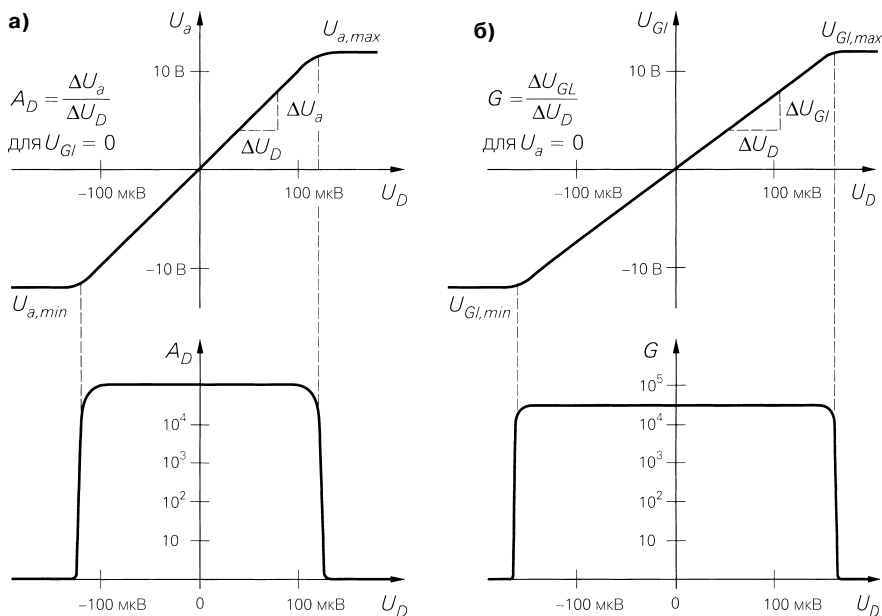 а)
U_a
U_a,max
10 В
A_D = ΔU_a / ΔU_D
для U_Gl = 0
ΔU_a
ΔU_D
−100 мкВ
100 мкВ
U_D
−10 В
U_a,min
A_D
10^4
10^3
10^2
10
−100 мкВ
0
100 мкВ
U_D
б)
U_Gl
U_Gl,max
10 В
G = ΔU_GL / ΔU_D
для U_a = 0
ΔU_Gl
ΔU_D
−100 мкВ
100 мкВ
U_D
−10 В
U_Gl,min
G
10^5
10^4
10^3
10^2
10
−100 мкВ
0
100 мкВ
U_D